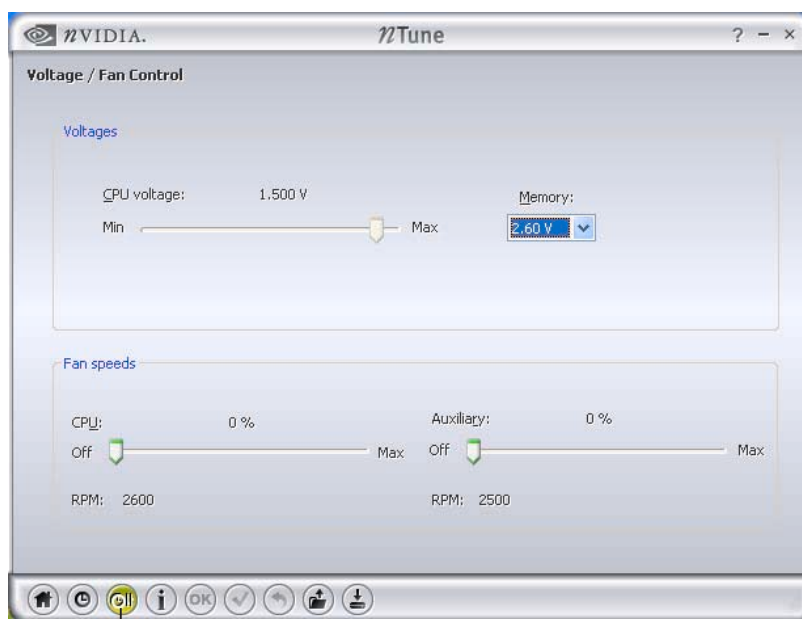 nVIDIA. nTune ? – ×
Voltage / Fan Control
Voltages
CPU voltage: 1.500 V Memory:
Min Max 2.60 V
Fan speeds
CPU: 0 % Auxiliary: 0 %
Off Max Off Max
RPM: 2600 RPM: 2500
i OK